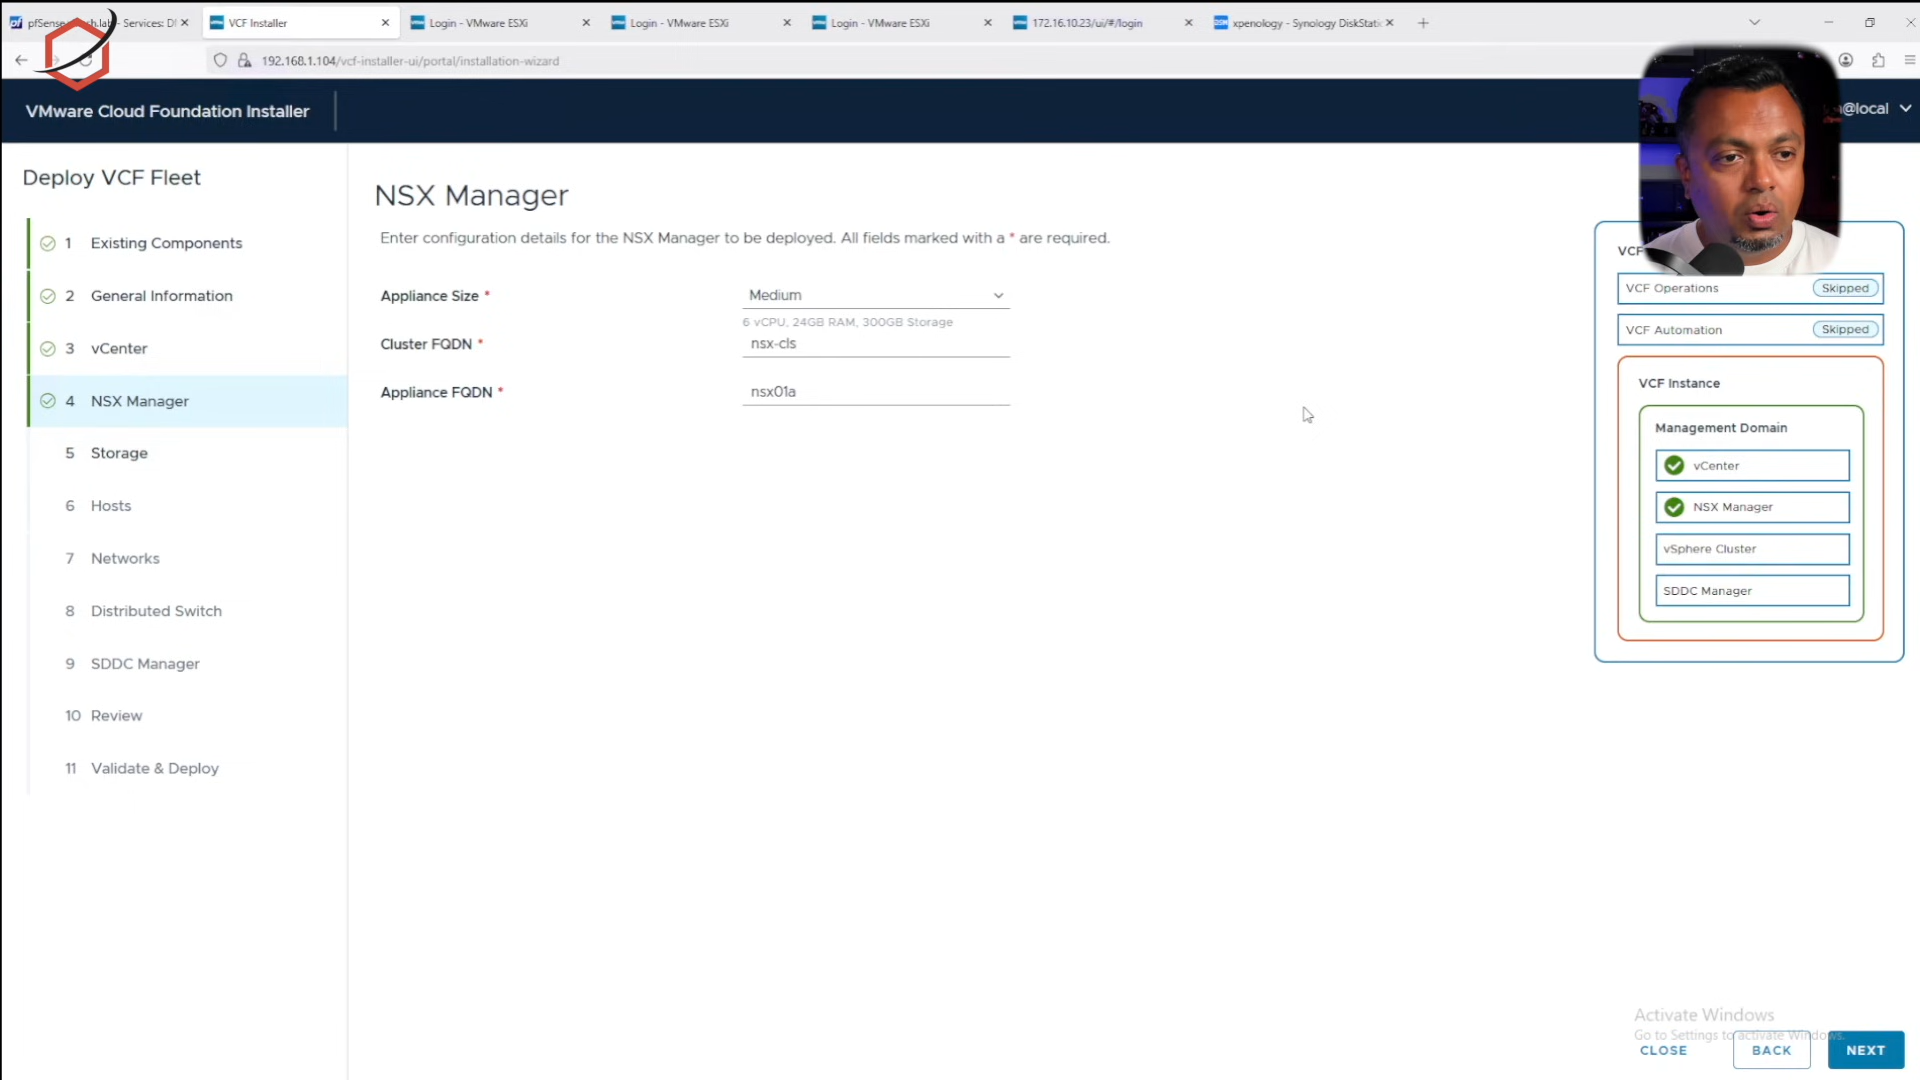 Services: DN
VCF Installer
Login - VMware ESXi
Login - VMware ESXi
Login - VMware ESXi
172.16.10.23/ui/#/login
xpenology - Synology DiskStatic
192.168.1.104/vcf-installer-ui/portal/installation-wizard
VMware Cloud Foundation Installer
@local
Deploy VCF Fleet
1 Existing Components
2 General Information
3 vCenter
4 NSX Manager
5 Storage
6 Hosts
7 Networks
8 Distributed Switch
9 SDDC Manager
10 Review
11 Validate & Deploy
NSX Manager
Enter configuration details for the NSX Manager to be deployed. All fields marked with a * are required.
Appliance Size *
Medium
6 vCPU, 24GB RAM, 300GB Storage
Cluster FQDN *
nsx-cls
Appliance FQDN *
nsx01a
VCF Operations
Skipped
VCF Automation
Skipped
VCF Instance
Management Domain
vCenter
NSX Manager
vSphere Cluster
SDDC Manager
Activate Windows
Go to Settings to activate Windows.
CLOSE
BACK
NEXT